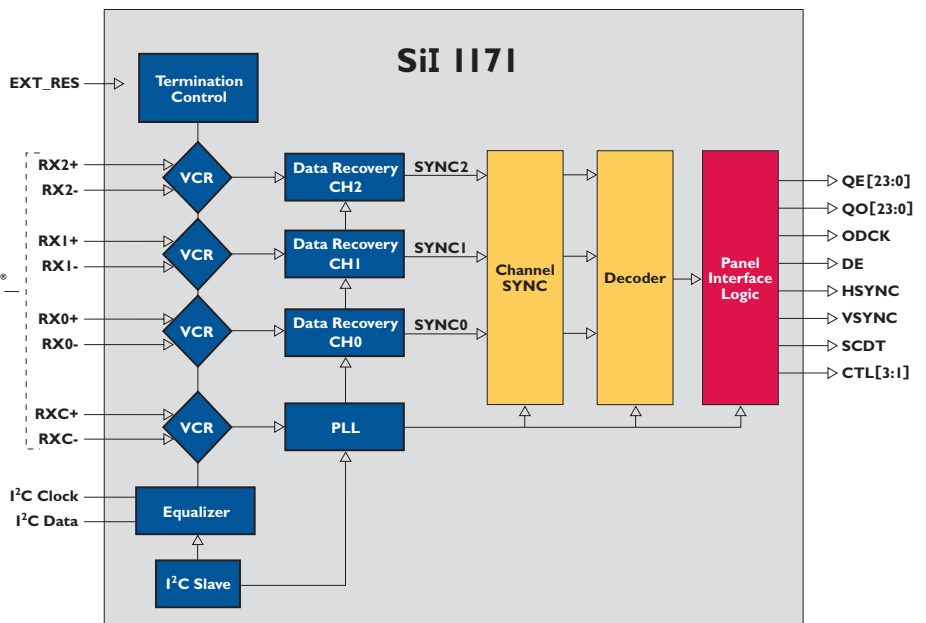 SiI 1171
EXT_RES
Termination
Control
RX2+
RX2-
VCR
Data Recovery
CH2
SYNC2
RX1+
RX1-
VCR
Data Recovery
CH1
SYNC1
RX0+
RX0-
VCR
Data Recovery
CH0
SYNC0
RXC+
RXC-
VCR
PLL
®
Channel
SYNC
Decoder
Panel
Interface
Logic
QE[23:0]
QO[23:0]
ODCK
DE
HSYNC
VSYNC
SCDT
CTL[3:1]
I²C Clock
I²C Data
Equalizer
I²C Slave